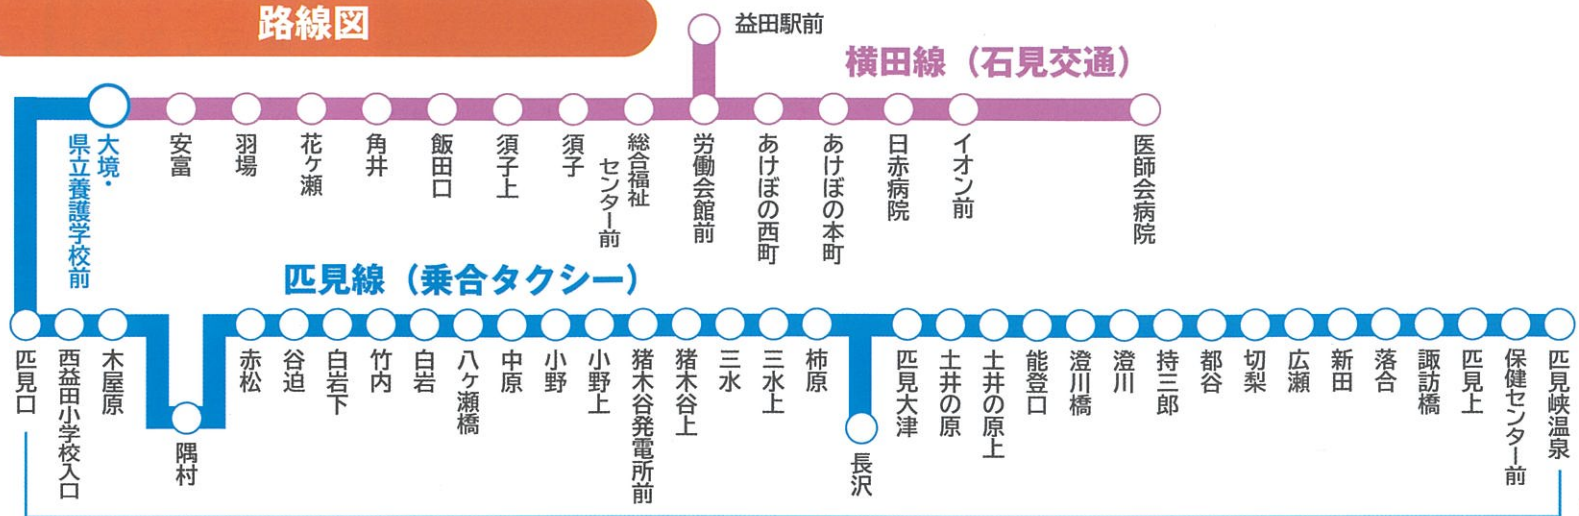 路線図
益田駅前
横田線（石見交通）
大境・
県立養護学校前
安富
羽場
花ヶ瀬
角井
飯田口
須子上
須子
総合福祉
センター前
労働会館前
あけぼの西町
あけぼの本町
日赤病院
イオン前
医師会病院
匹見線（乗合タクシー）
匹見口
西益田小学校入口
木屋原
隅村
赤松
谷迫
白岩下
竹内
白岩
八ヶ瀬橋
中原
小野
小野上
猪木谷発電所前
猪木谷上
三水
三水上
柿原
長沢
匹見大津
土井の原
土井の原上
能登口
澄川橋
澄川
持三郎
都谷
切梨
広瀬
新田
落合
諏訪橋
匹見上
保健センター前
匹見峡温泉